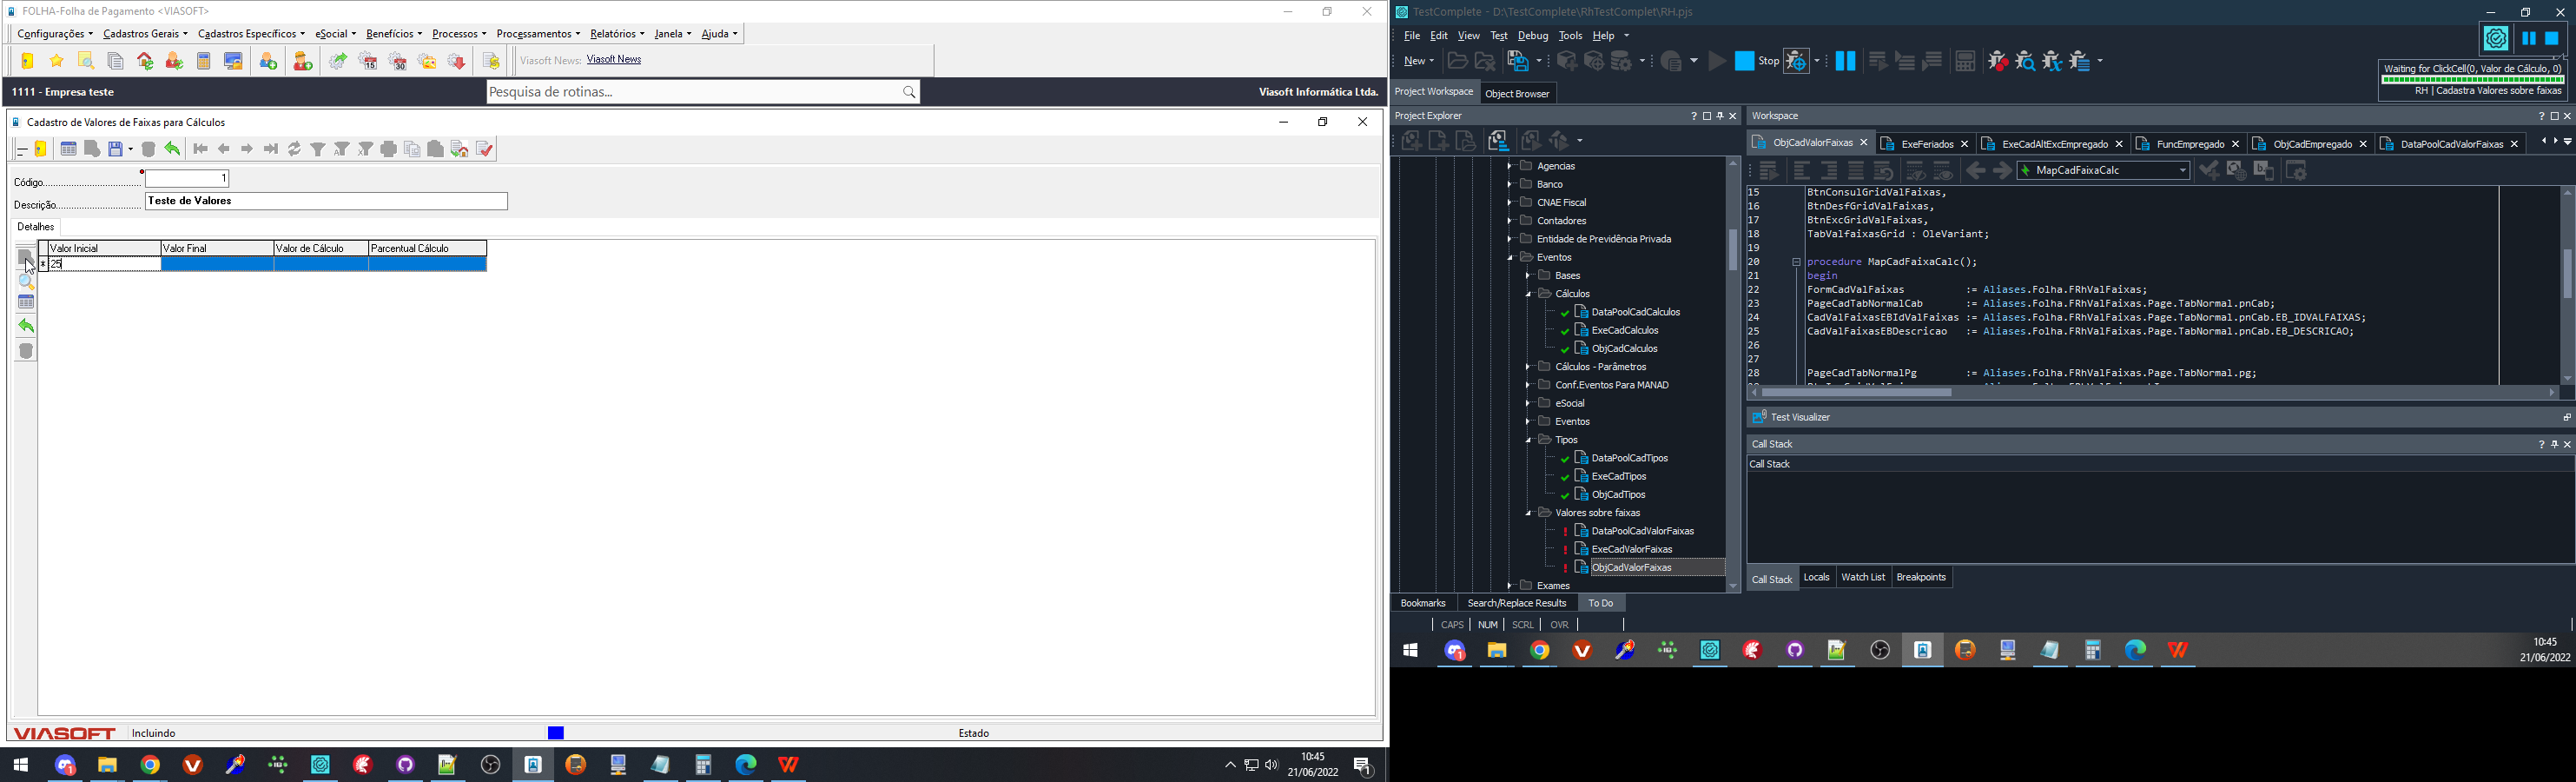 FOLHA-Folha de Pagamento <VIASOFT>
Configurações Cadastros Gerais Cadastros Específicos eSocial Benefícios Processos Processamentos Relatórios Janela Ajuda
Viasoft News: Viasoft News
1111 - Empresa teste
Pesquisa de rotinas...
Viasoft Informática Ltda.
Cadastro de Valores de Faixas para Cálculos
Código
1
Descrição
Teste de Valores
Detalhes
Valor Inicial Valor Final Valor de Cálculo Parcentual Cálculo
25
VIASOFT Incluindo Estado
10:45
21/06/2022
TestComplete - D:\TestComplete\RhTestComplet\RH.pjs
File Edit View Test Debug Tools Help
New Stop
Waiting for ClickCell(0, Valor de Cálculo, 0)
RH | Cadastra Valores sobre faixas
Project Workspace Object Browser
Project Explorer
Agencias
Banco
CNAE Fiscal
Contadores
Entidade de Previdência Privada
Eventos
Bases
Cálculos
DataPoolCadCalculos
ExeCadCalculos
ObjCadCalculos
Cálculos - Parâmetros
Conf.Eventos Para MANAD
eSocial
Eventos
Tipos
DataPoolCadTipos
ExeCadTipos
ObjCadTipos
Valores sobre faixas
DataPoolCadValorFaixas
ExeCadValorFaixas
ObjCadValorFaixas
Exames
Bookmarks Search/Replace Results To Do
CAPS NUM SCRL OVR
Workspace
ObjCadValorFaixas ExeFeriados ExeCadAltExcEmpregado FuncEmpregado ObjCadEmpregado DataPoolCadValorFaixas
MapCadFaixaCalc
15 BtnConsulGridValFaixas,
16 BtnDesfGridValFaixas,
17 BtnExcGridValFaixas,
18 TabValfaixasGrid : OleVariant;
19
20 procedure MapCadFaixaCalc();
21 begin
22 FormCadValFaixas := Aliases.Folha.FRhValFaixas;
23 PageCadTabNormalCab := Aliases.Folha.FRhValFaixas.Page.TabNormal.pnCab;
24 CadValFaixasEBIdValFaixas := Aliases.Folha.FRhValFaixas.Page.TabNormal.pnCab.EB_IDVALFAIXAS;
25 CadValFaixasEBDescricao := Aliases.Folha.FRhValFaixas.Page.TabNormal.pnCab.EB_DESCRICAO;
26
27
28 PageCadTabNormalPg := Aliases.Folha.FRhValFaixas.Page.TabNormal.pg;
Test Visualizer
Call Stack
Call Stack
Call Stack Locals Watch List Breakpoints
10:45
21/06/2022